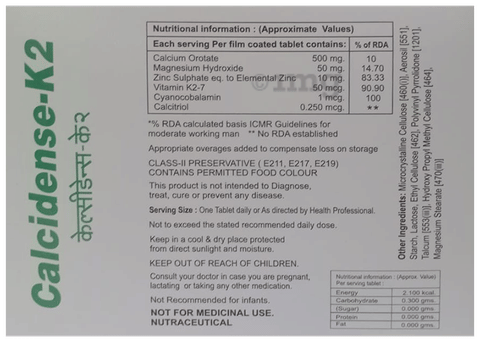 Calcidense-K2
केल्सीडेन्स-के२
Nutritional information : (Approximate Values)
Each serving Per film coated tablet contains: % of RDA
Calcium Orotate 500 mg. 10
Magnesium Hydroxide 50 mg. 14.70
Zinc Sulphate eq. to Elemental Zinc 10 mg. 83.33
Vitamin K2-7 50 mcg. 90.90
Cyanocobalamin 1 mcg. 100
Calcitriol 0.250 mcg. **
*% RDA calculated basis ICMR Guidelines for
moderate working man ** No RDA established
Appropriate overages added to compensate loss on storage
CLASS-II PRESERVATIVE ( E211, E217, E219)
CONTAINS PERMITTED FOOD COLOUR
This product is not intended to Diagnose,
treat, cure or prevent any disease.
Serving Size : One Tablet daily or As directed by Health Professional.
Not to exceed the stated recommended daily dose.
Keep in a cool & dry place protected
from direct sunlight and moisture.
KEEP OUT OF REACH OF CHILDREN.
Consult your doctor in case you are pregnant,
lactating or taking any other medication.
Not Recommended for infants.
NOT FOR MEDICINAL USE.
NUTRACEUTICAL
Other Ingredients: Microcrystalline Cellulose [460(i)], Aerosil [551],
Starch, Lactose, Ethyl Cellulose [462], Polyvinyl Pyrrolidone [1201],
Talcum [553(iii)], Hydroxy Propyl Methyl Cellulose [464],
Magnesium Stearate [470(iii)]
Nutritional information : (Approx. Value)
Per serving tablet :
Energy 2.100 kcal.
Carbohydrate 0.300 gms.
(Sugar) 0.000 gms.
Protein 0.000 gms.
Fat 0.000 gms.